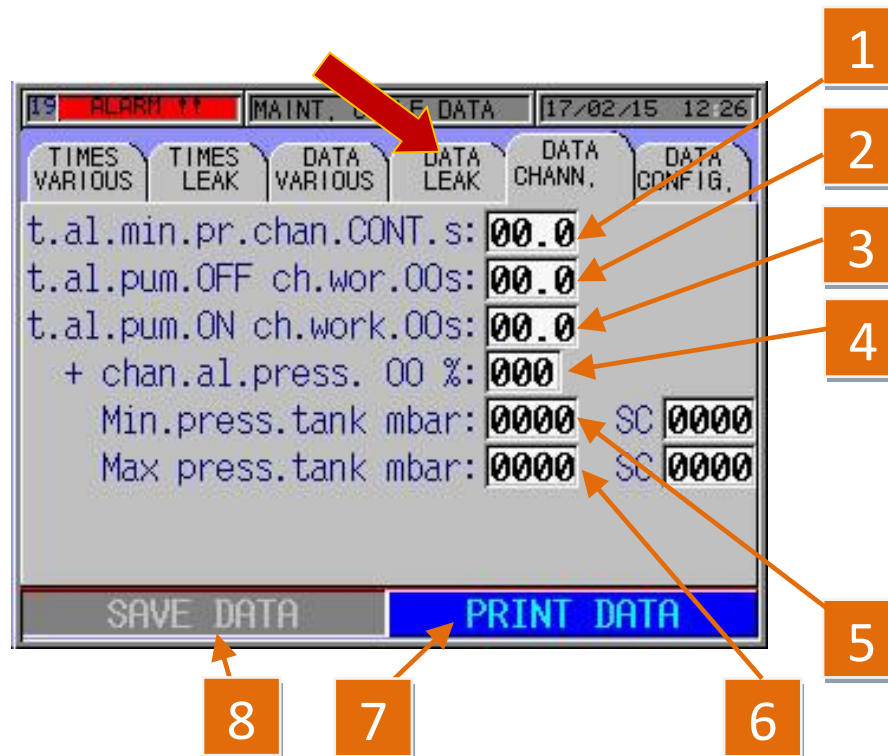 1
19 ALARM !! MAINT. CYCLE DATA 17/02/15 12:26
TIMES VARIOUS TIMES LEAK DATA VARIOUS DATA LEAK DATA CHANN. DATA CONFIG.
2
t.al.min.pr.chan.CONT.s: 00.0
t.al.pum.OFF ch.wor.OOs: 00.0
3
t.al.pum.ON ch.work.OOs: 00.0
4
+ chan.al.press. OO %: 000
Min.press.tank mbar: 0000 SC 0000
Max press.tank mbar: 0000 SC 0000
SAVE DATA PRINT DATA
5
8 7 6